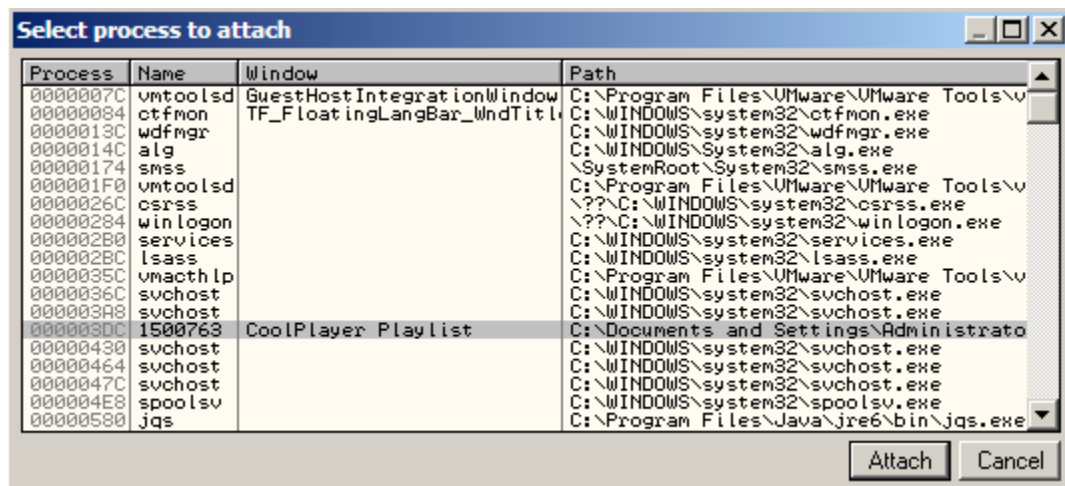 Select process to attach
Process Name Window Path
0000007C vmtoolsd GuestHostIntegrationWindow C:\Program Files\VMware\VMware Tools\v
00000084 ctfmon TF_FloatingLangBar_WndTitl C:\WINDOWS\system32\ctfmon.exe
0000013C wdfmgr C:\WINDOWS\system32\wdfmgr.exe
0000014C alg C:\WINDOWS\System32\alg.exe
00000174 smss \SystemRoot\System32\smss.exe
000001F0 vmtoolsd C:\Program Files\VMware\VMware Tools\v
0000026C csrss \??\C:\WINDOWS\system32\csrss.exe
00000284 winlogon \??\C:\WINDOWS\system32\winlogon.exe
000002B0 services C:\WINDOWS\system32\services.exe
000002BC lsass C:\WINDOWS\system32\lsass.exe
0000035C vmacthlp C:\Program Files\VMware\VMware Tools\v
0000036C svchost C:\WINDOWS\system32\svchost.exe
000003A8 svchost C:\WINDOWS\system32\svchost.exe
000003DC 1500763 CoolPlayer Playlist C:\Documents and Settings\Administrato
00000430 svchost C:\WINDOWS\system32\svchost.exe
00000464 svchost C:\WINDOWS\system32\svchost.exe
0000047C svchost C:\WINDOWS\system32\svchost.exe
000004E8 spoolsv C:\WINDOWS\system32\spoolsv.exe
00000580 jqs C:\Program Files\Java\jre6\bin\jqs.exe
Attach Cancel